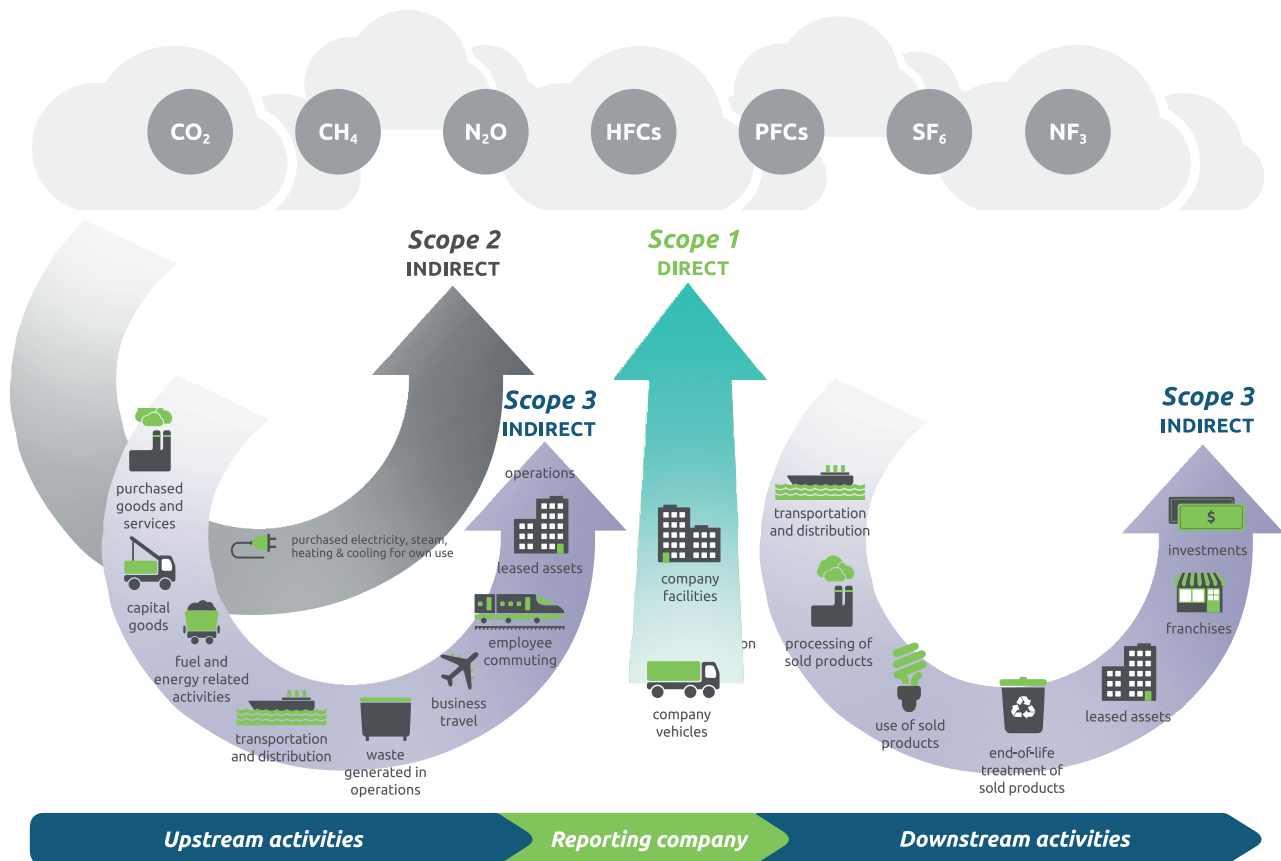 CO₂
CH₄
N₂O
HFCs
PFCs
SF₆
NF₃
Scope 2
INDIRECT
Scope 1
DIRECT
Scope 3
INDIRECT
Scope 3
INDIRECT
purchased
goods and
services
capital
goods
fuel and
energy related
activities
transportation
and distribution
waste
generated in
operations
business
travel
employee
commuting
operations
leased assets
purchased electricity, steam,
heating & cooling for own use
company
facilities
on
company
vehicles
transportation
and distribution
processing of
sold products
use of sold
products
end-of-life
treatment of
sold products
leased assets
franchises
$
investments
Upstream activities
Reporting company
Downstream activities